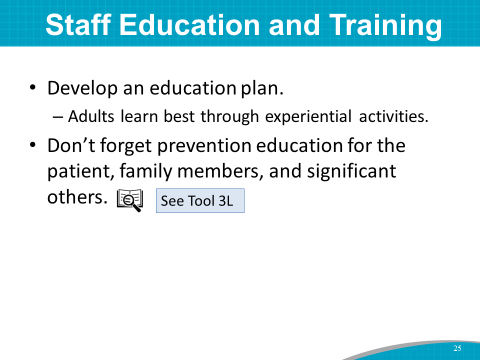 Staff Education and Training
• Develop an education plan.
– Adults learn best through experiential activities.
• Don’t forget prevention education for the
patient, family members, and significant
others. See Tool 3L
25